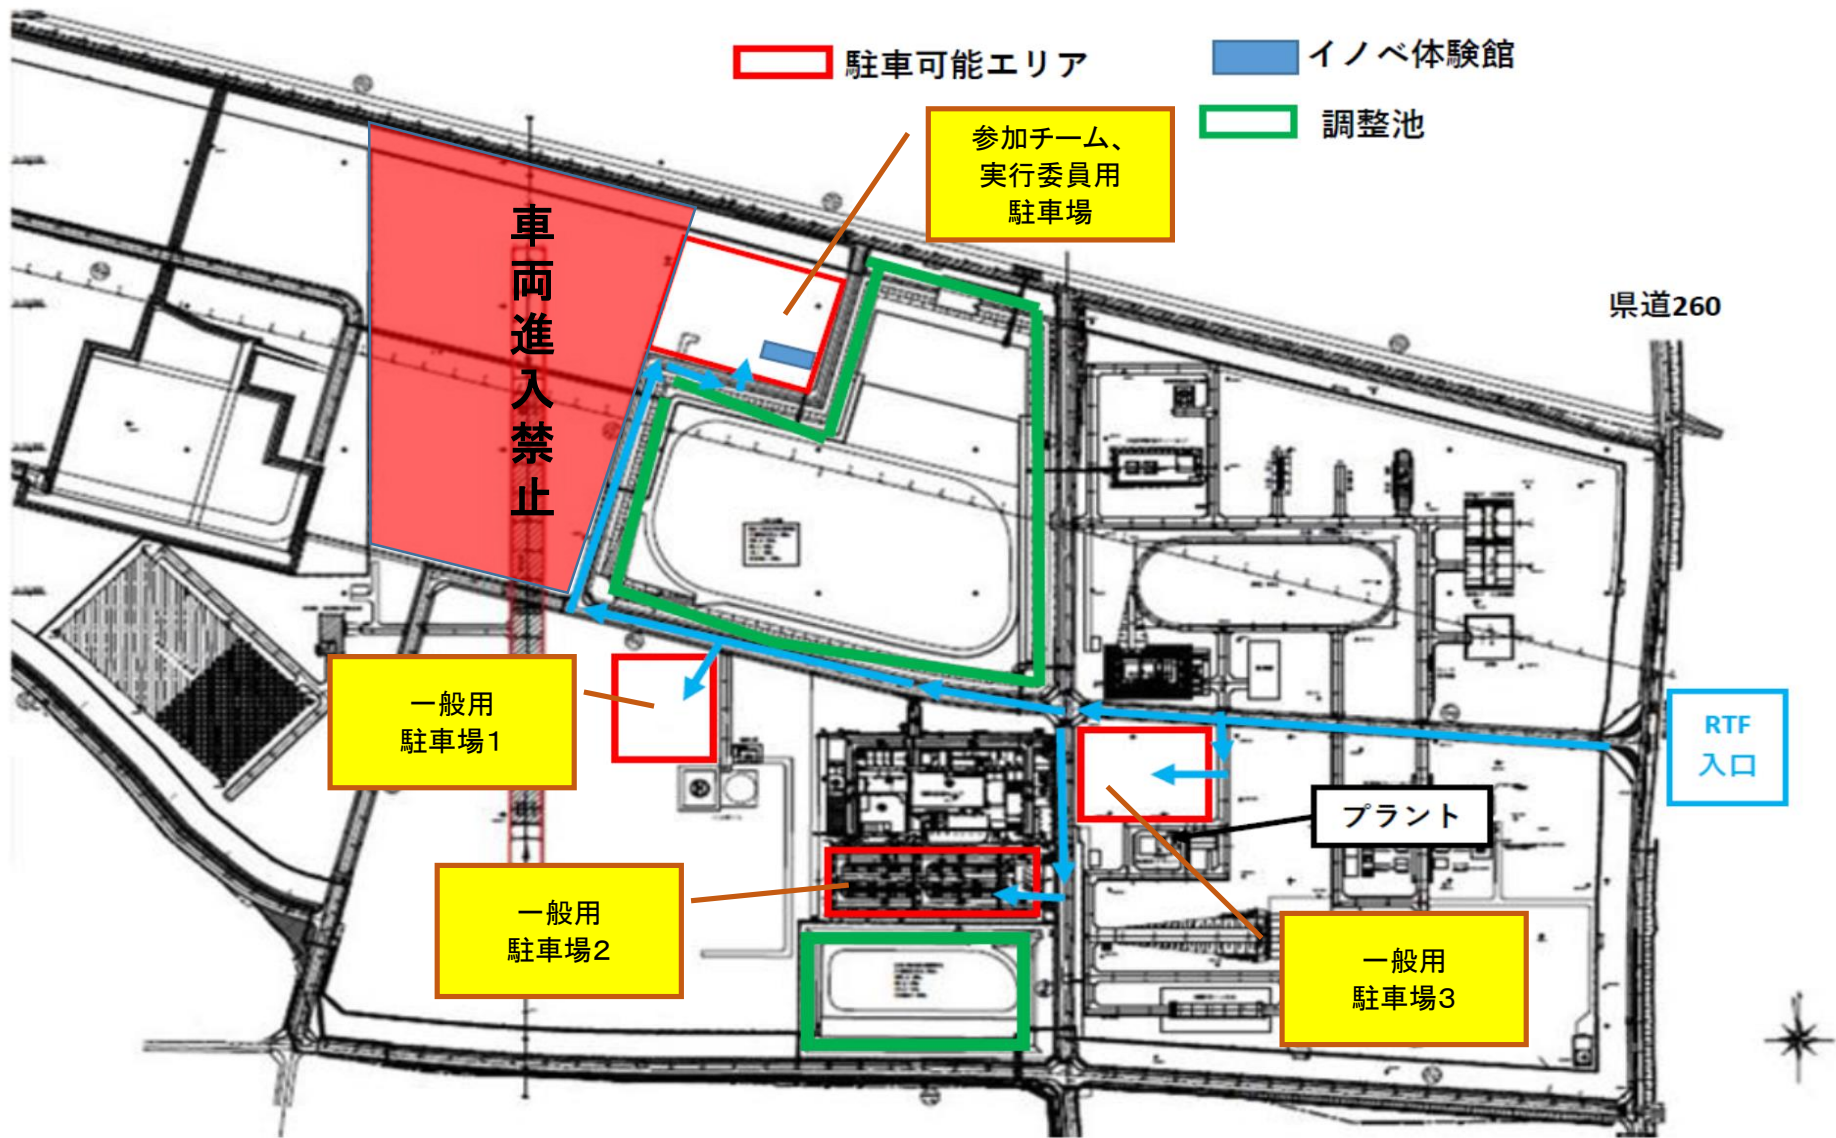 駐車可能エリア
イノベ体験館
調整池
参加チーム、
実行委員用
駐車場
県道260
車両進入禁止
RTF
入口
一般用
駐車場1
プラント
一般用
駐車場2
一般用
駐車場3